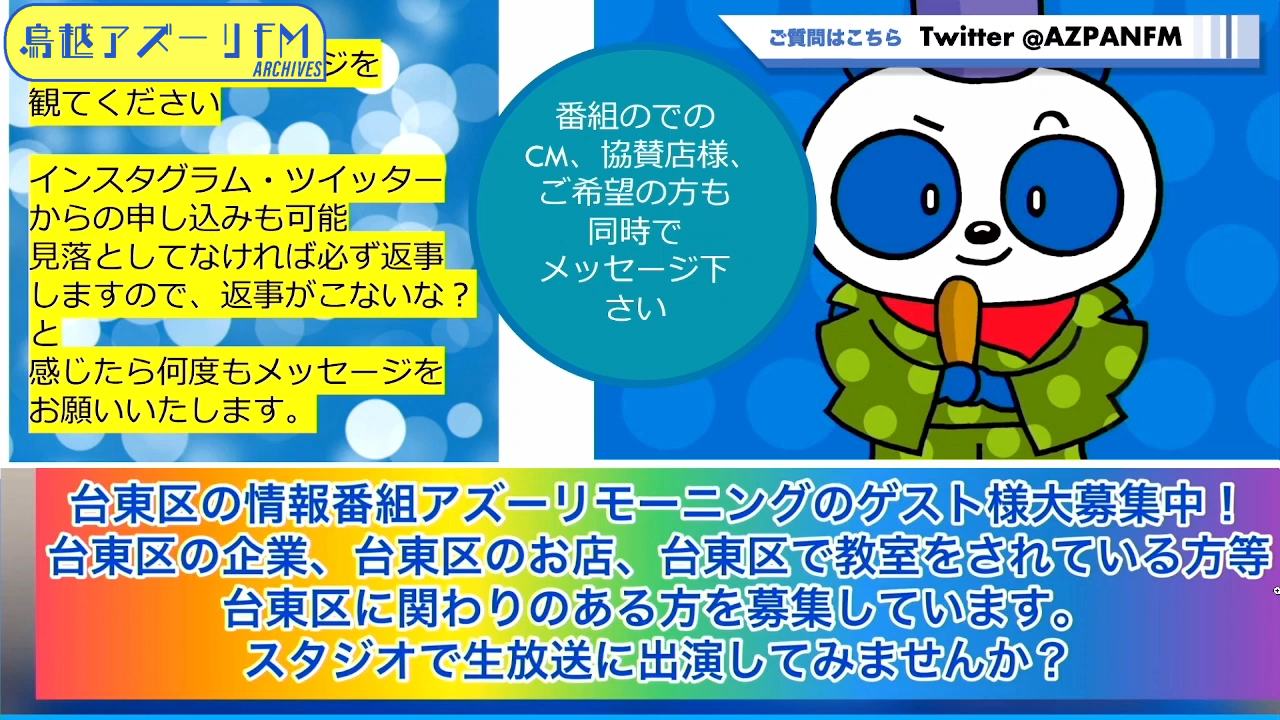 鳥越アズーリFM
ARCHIVES
ジを
観てください
インスタグラム・ツイッター
からの申し込みも可能
見落としてなければ必ず返事
しますので、返事がこないな？
と
感じたら何度もメッセージを
お願いいたします。
番組のでの
CM、協賛店様、
ご希望の方も
同時で
メッセージ下
さい
ご質問はこちら Twitter @AZPANFM
台東区の情報番組アズーリモーニングのゲスト様大募集中！
台東区の企業、台東区のお店、台東区で教室をされている方等
台東区に関わりのある方を募集しています。
スタジオで生放送に出演してみませんか？